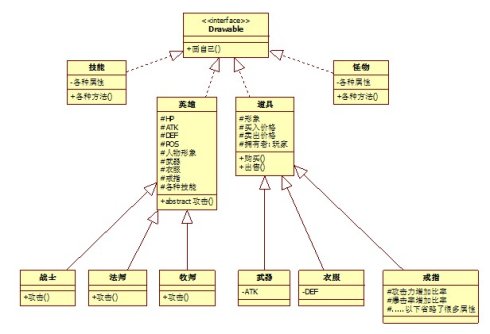 <<interface>>
Drawable
+画自己()
技能
-各种属性
+各种方法()
怪物
-各种属性
+各种方法()
英雄
#HP
#ATK
#DEF
#POS
#人物形象
#武器
#衣服
#戒指
#各种技能
+abstract 攻击()
道具
#形象
#买入价格
#卖出价格
#拥有者:玩家
+购买()
+出售()
战士
+攻击()
法师
+攻击()
牧师
+攻击()
武器
-ATK
衣服
-DEF
戒指
#攻击力增加比率
#暴击率增加比率
#.....以下省略了很多属性